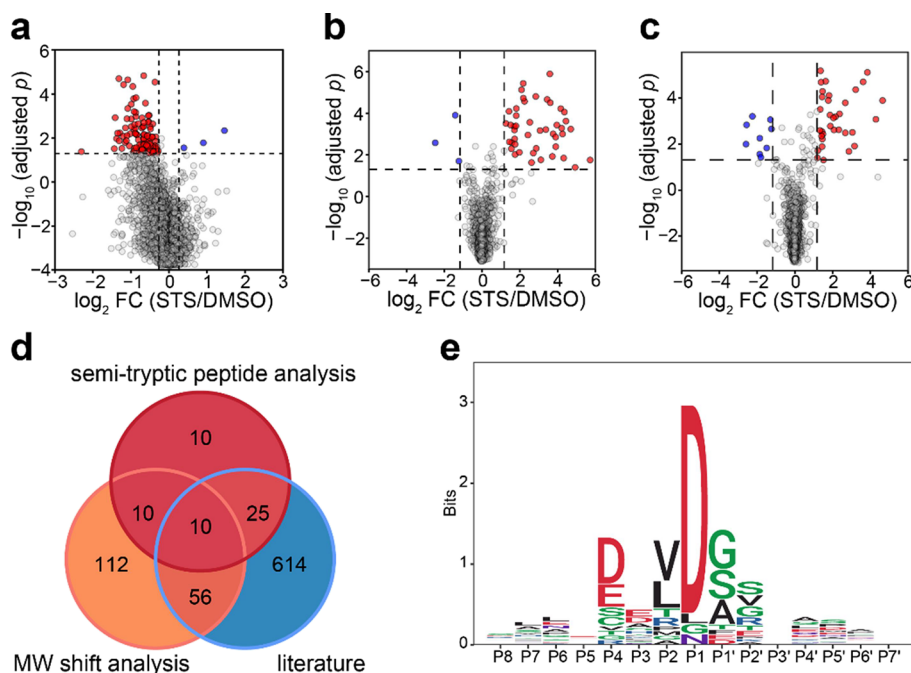 a
6
4
2
0
−2
−4
−3 −2 −1 0 1 2 3
−log10 (adjusted p)
log2 FC (STS/DMSO)
b
6
4
2
0
−2
−4 −2 0 2 4 6
−log10 (adjusted p)
log2 FC (STS/DMSO)
c
4
2
0
−2
−6 −4 −2 0 2 4 6
−log10 (adjusted p)
log2 FC (STS/DMSO)
d
semi-tryptic peptide analysis
10
10 10 25
112 614
56
MW shift analysis literature
e
Bits
3
2
1
0
D E S C
V L T R
D L G N
G S A
S V G R
P8 P7 P6 P5 P4 P3 P2 P1 P1' P2' P3' P4' P5' P6' P7'